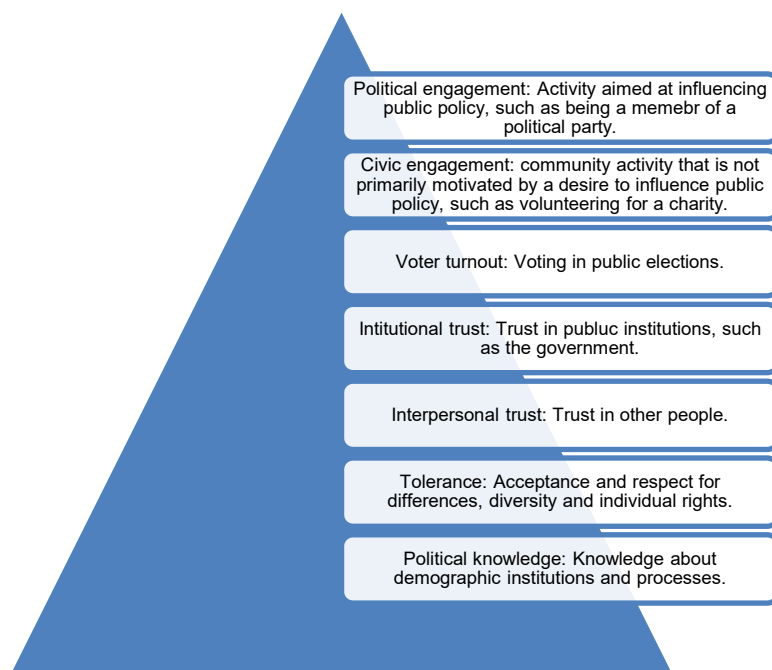 Political engagement: Activity aimed at influencing
public policy, such as being a memebr of a
political party.
Civic engagement: community activity that is not
primarily motivated by a desire to influence public
policy, such as volunteering for a charity.
Voter turnout: Voting in public elections.
Intitutional trust: Trust in publuc institutions, such
as the government.
Interpersonal trust: Trust in other people.
Tolerance: Acceptance and respect for
differences, diversity and individual rights.
Political knowledge: Knowledge about
demographic institutions and processes.